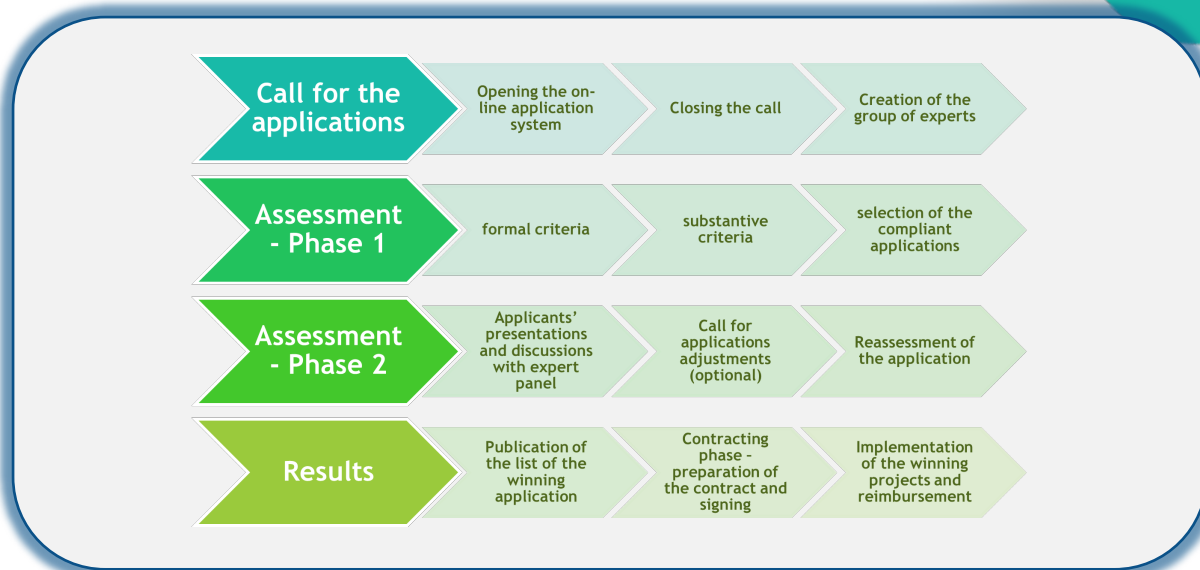 Call for the
applications
Opening the on-
line application
system
Closing the call
Creation of the
group of experts
Assessment
- Phase 1
formal criteria
substantive
criteria
selection of the
compliant
applications
Assessment
- Phase 2
Applicants’
presentations
and discussions
with expert
panel
Call for
applications
adjustments
(optional)
Reassessment of
the application
Results
Publication of
the list of the
winning
application
Contracting
phase –
preparation of
the contract and
signing
Implementation
of the winning
projects and
reimbursement